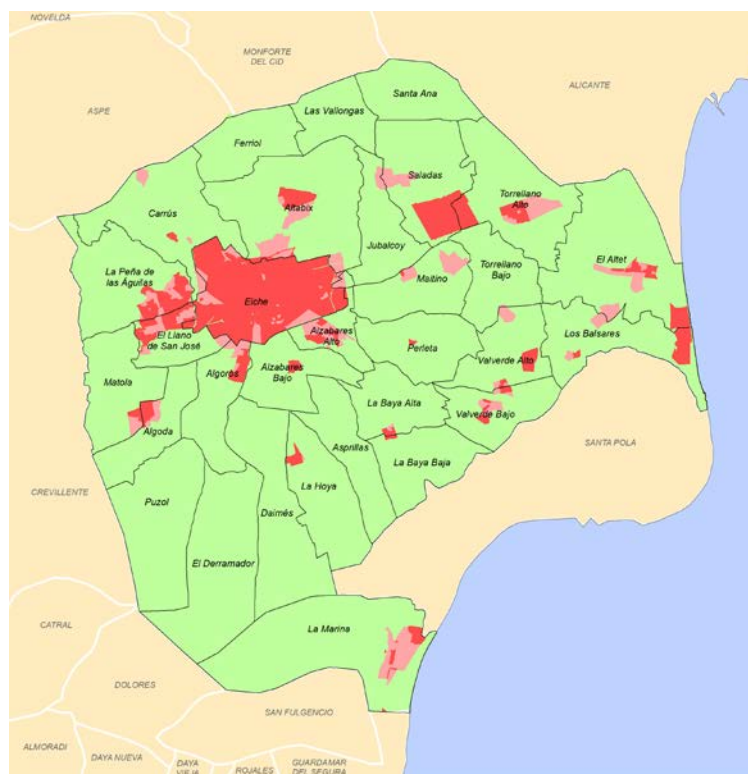 NOVELDA
MONFORTE
DEL CID
ALICANTE
ASPE
Santa Ana
Las Vallongas
Ferriol
Saladas
Carrús
Altabix
Torrellano
Alto
Jubalcoy
La Peña de
las Águilas
Maitino
Torrellano
Bajo
El Altet
Elche
El Llano
de San José
Alzabares
Alto
Los Balsares
Perleta
Valverde Alto
Matola
Algorós
Alzabares
Bajo
La Baya Alta
Valverde Bajo
Algoda
Asprillas
La Baya Baja
SANTA POLA
CREVILLENTE
Puzol
La Hoya
Daimés
El Derramador
La Marina
CATRAL
DOLORES
SAN FULGENCIO
ALMORADI
DAYA NUEVA
DAYA
VIEJA
ROJALES
GUARDAMAR
DEL SEGURA